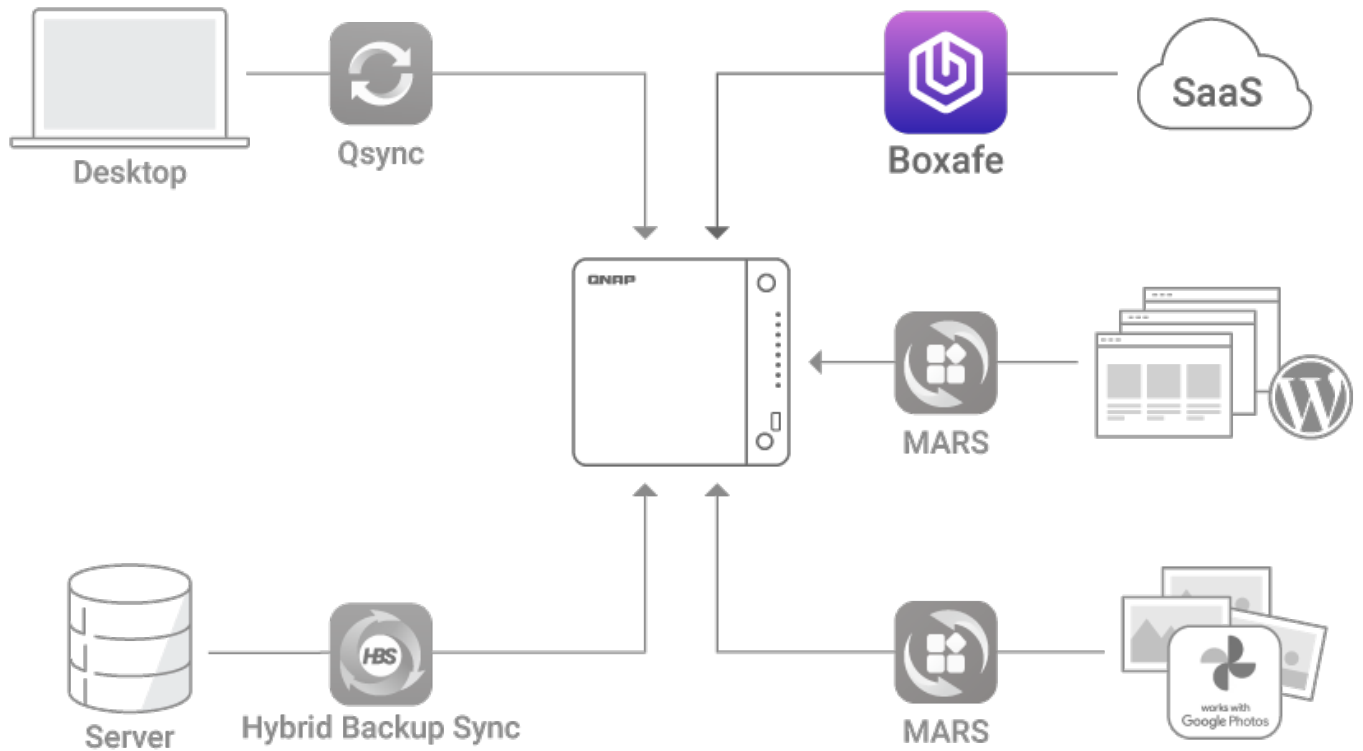 Desktop
Qsync
Boxafe
SaaS
QNAP
MARS
Server
HBS
Hybrid Backup Sync
MARS
works with
Google Photos